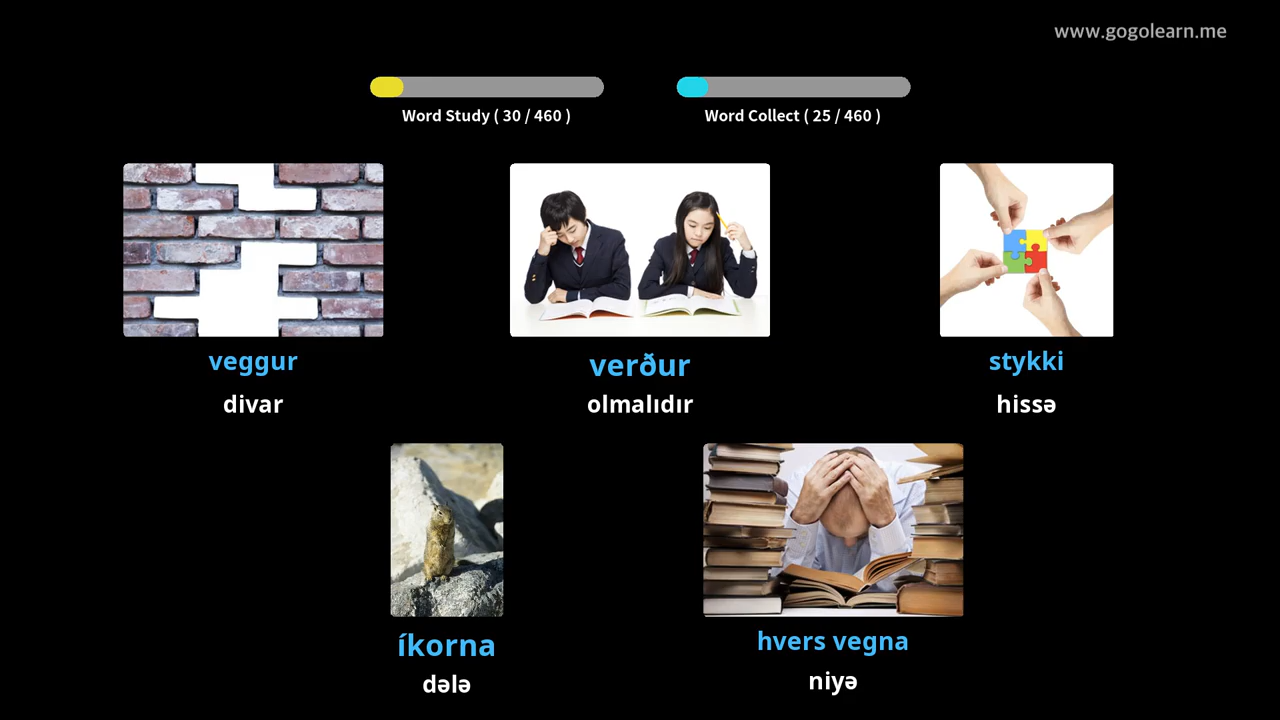 www.gogolearn.me
Word Study ( 30 / 460 )
Word Collect ( 25 / 460 )
veggur
divar
verður
olmalıdır
stykki
hissə
íkorna
dələ
hvers vegna
niyə